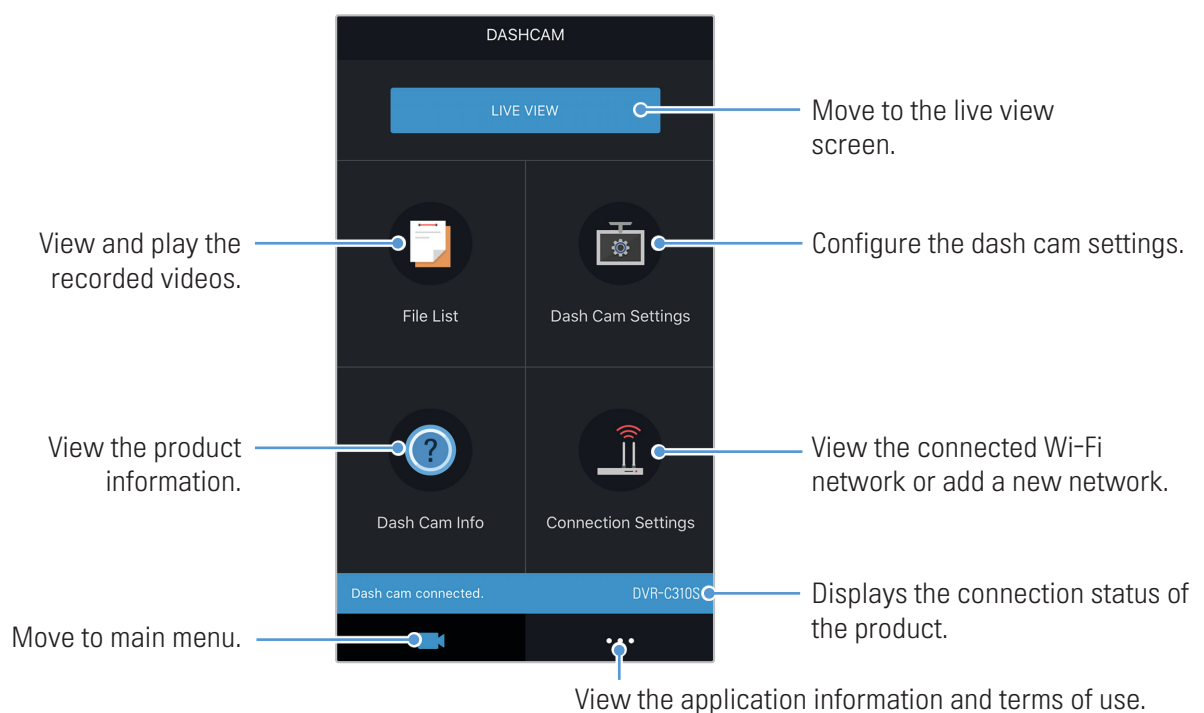 DASHCAM
LIVE VIEW
Move to the live view
screen.
View and play the
recorded videos.
File List
Dash Cam Settings
Configure the dash cam settings.
View the product
information.
?
Dash Cam Info
Connection Settings
View the connected Wi-Fi
network or add a new network.
Dash cam connected.
DVR-C310S
Displays the connection status of
the product.
Move to main menu.
View the application information and terms of use.